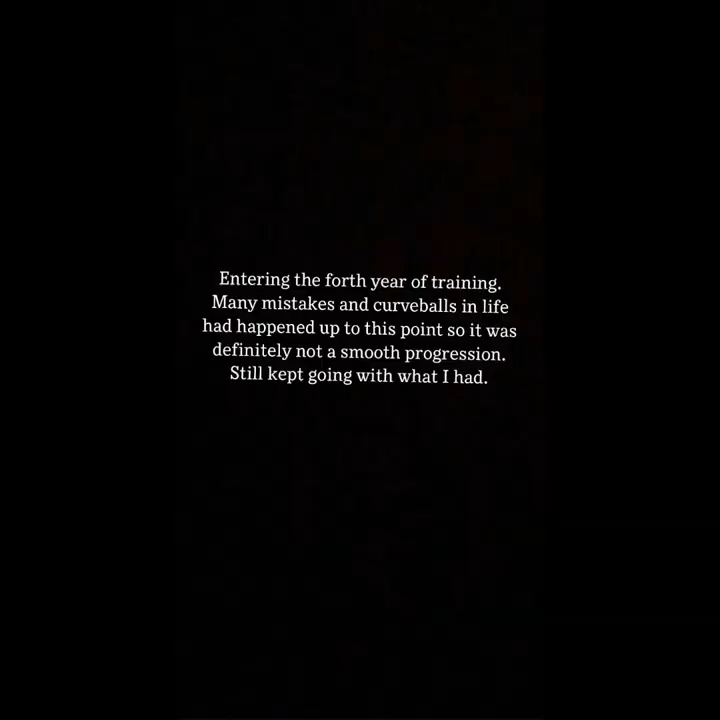 Entering the forth year of training.
Many mistakes and curveballs in life
had happened up to this point so it was
definitely not a smooth progression.
Still kept going with what I had.